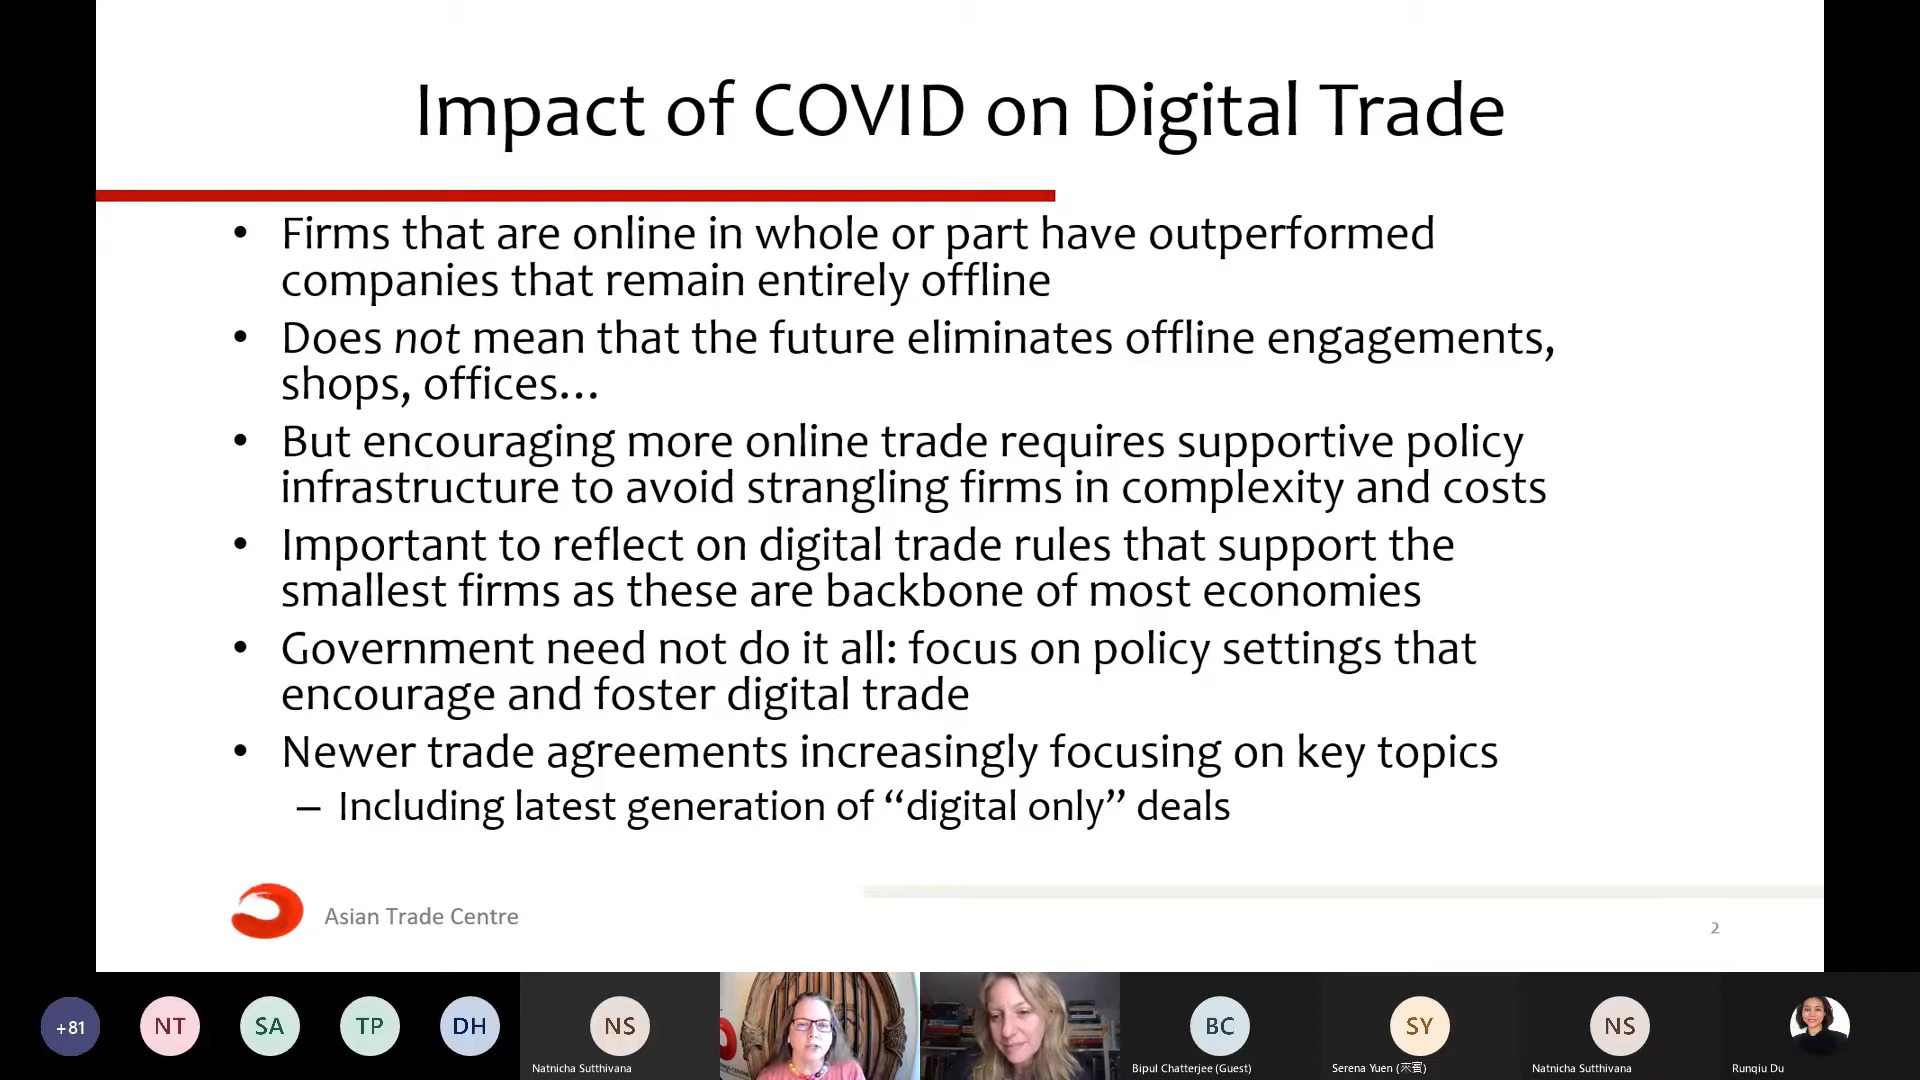 Impact of COVID on Digital Trade
• Firms that are online in whole or part have outperformed
companies that remain entirely offline
• Does not mean that the future eliminates offline engagements,
shops, offices…
• But encouraging more online trade requires supportive policy
infrastructure to avoid strangling firms in complexity and costs
• Important to reflect on digital trade rules that support the
smallest firms as these are backbone of most economies
• Government need not do it all: focus on policy settings that
encourage and foster digital trade
• Newer trade agreements increasingly focusing on key topics
– Including latest generation of “digital only” deals
Asian Trade Centre
2
+81
NT
SA
TP
DH
NS
BC
SY
NS
Natnicha Sutthivana
Bipul Chatterjee (Guest)
Serena Yuen
Natnicha Sutthivana
Runqiu Du